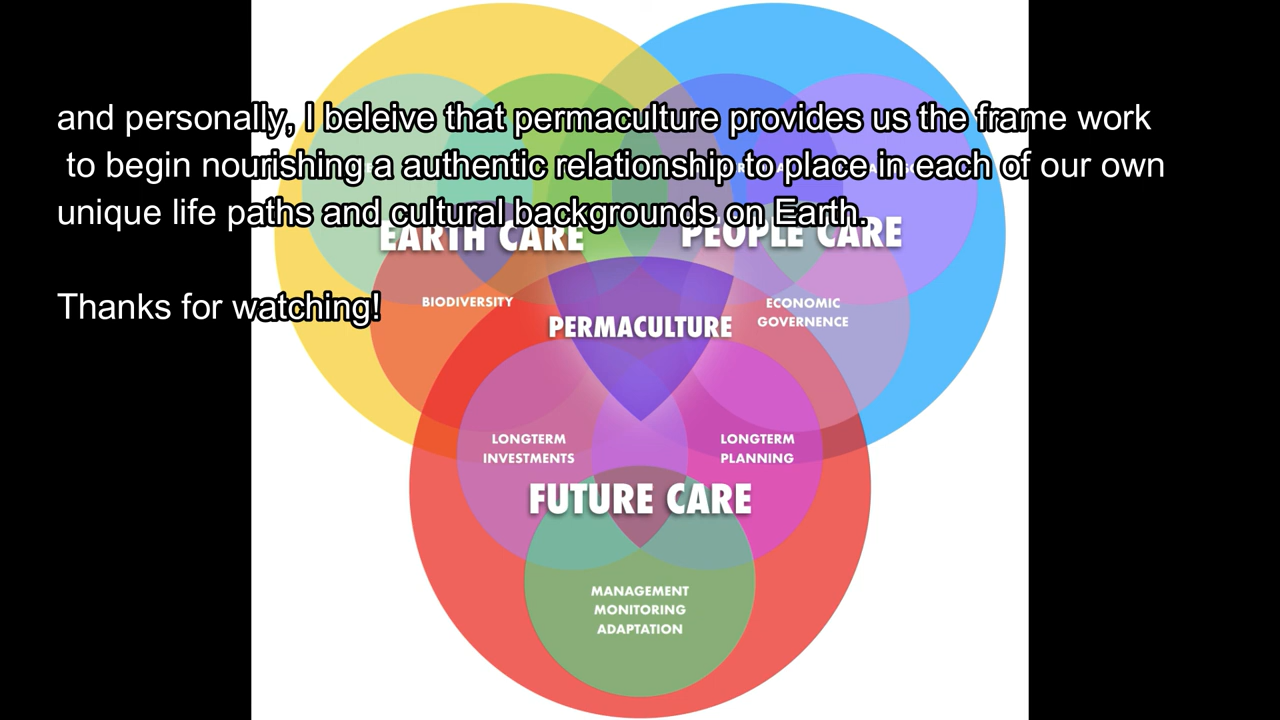 and personally, I beleive that permaculture provides us the frame work
to begin nourishing a authentic relationship to place in each of our own
unique life paths and cultural backgrounds on Earth.
Thanks for watching!
EARTH CARE
PEOPLE CARE
BIODIVERSITY
ECONOMIC
GOVERNENCE
PERMACULTURE
LONGTERM
INVESTMENTS
LONGTERM
PLANNING
FUTURE CARE
MANAGEMENT
MONITORING
ADAPTATION